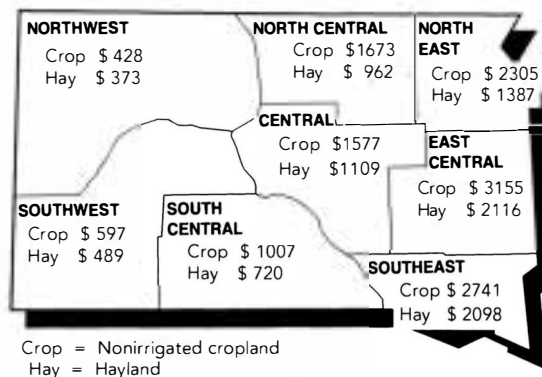 NORTHWEST
Crop $ 428
Hay $ 373
NORTH CENTRAL
Crop $1673
Hay $ 962
NORTH
EAST
Crop $ 2305
Hay $ 1387
CENTRAL
Crop $1577
Hay $1109
EAST
CENTRAL
Crop $ 3155
Hay $ 2116
SOUTHWEST
Crop $ 597
Hay $ 489
SOUTH
CENTRAL
Crop $ 1007
Hay $ 720
SOUTHEAST
Crop $ 2741
Hay $ 2098
Crop = Nonirrigated cropland
Hay = Hayland